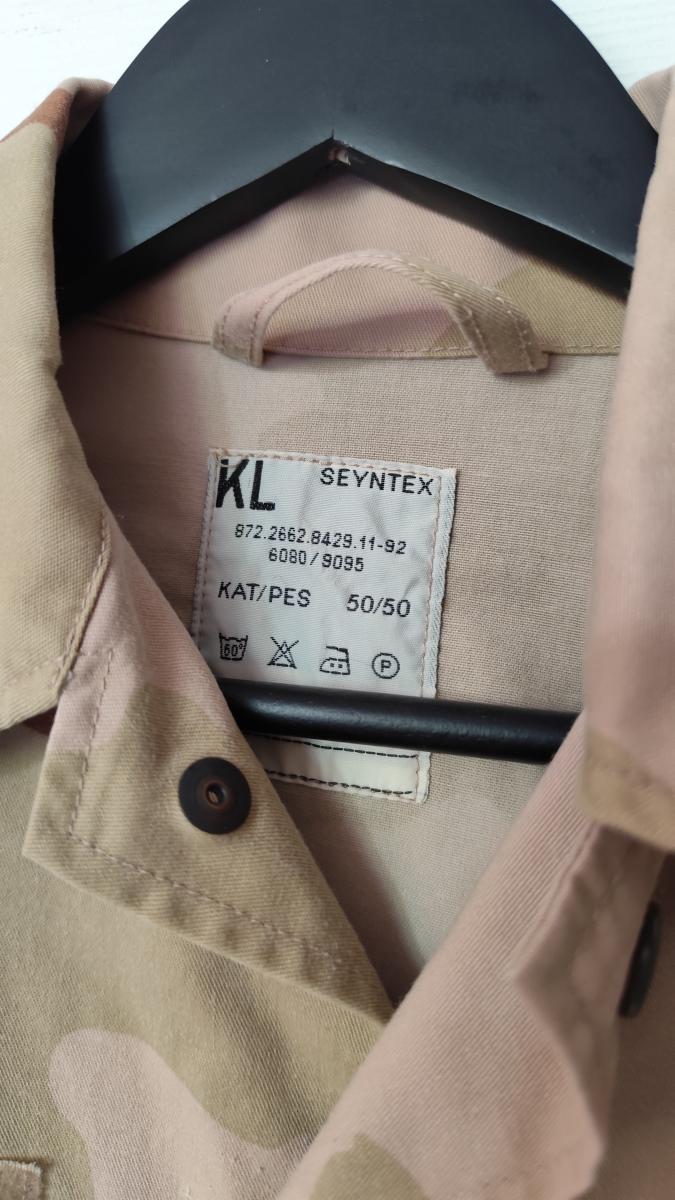 KL SEYNTEX
872.2662.8429.11-92
6080/9095
KAT/PES 50/50
60° P